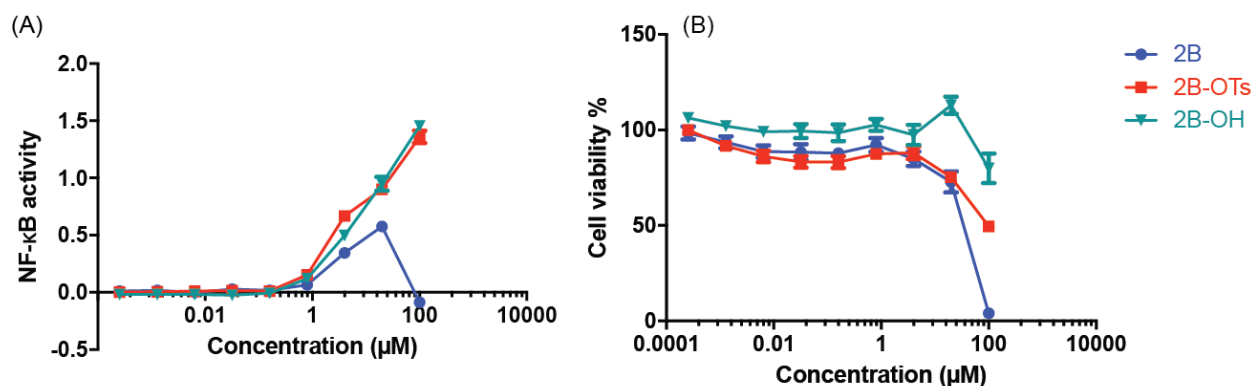 (A)
2.0
1.5
1.0
0.5
0.0
-0.5
NF-κB activity
0.01 1 100 10000
Concentration (µM)
(B)
150
100
50
0
Cell viability %
0.0001 0.01 1 100 10000
Concentration (µM)
2B
2B-OTs
2B-OH